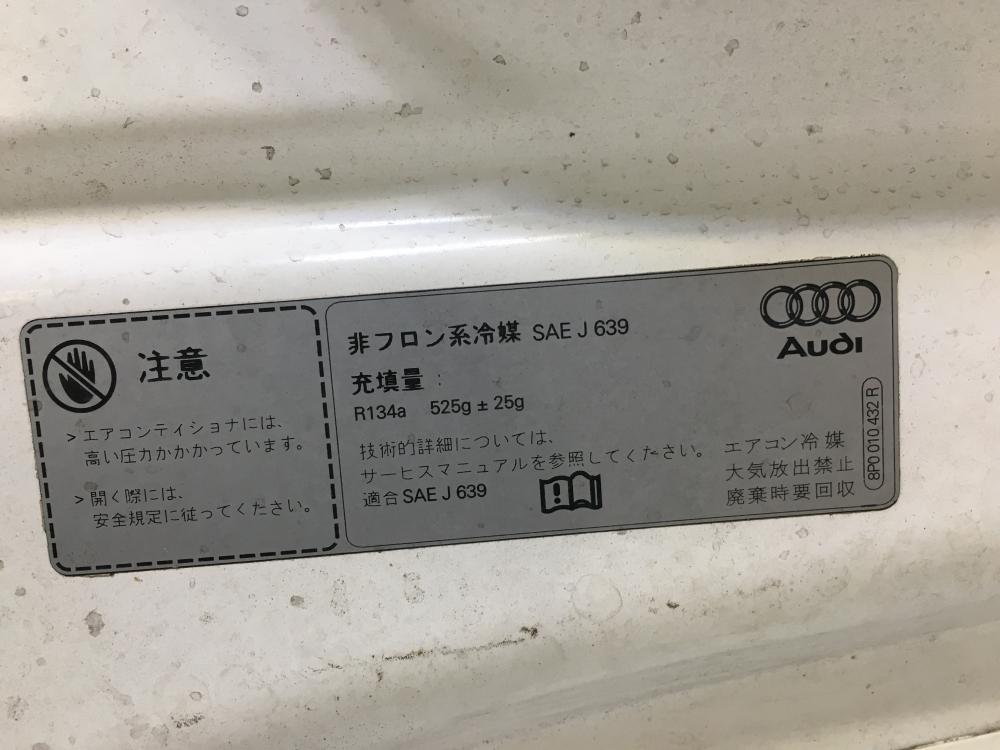 注意
> エアコンティショナには、
高い圧力がかかっています。
> 開く際には、
安全規定に従ってください。
非フロン系冷媒 SAE J 639
充填量 :
R134a 525g ± 25g
技術的詳細については、
サービスマニュアルを参照してください。
適合 SAE J 639
Audi
エアコン冷媒
大気放出禁止
廃棄時要回収
8P0 010 432 R